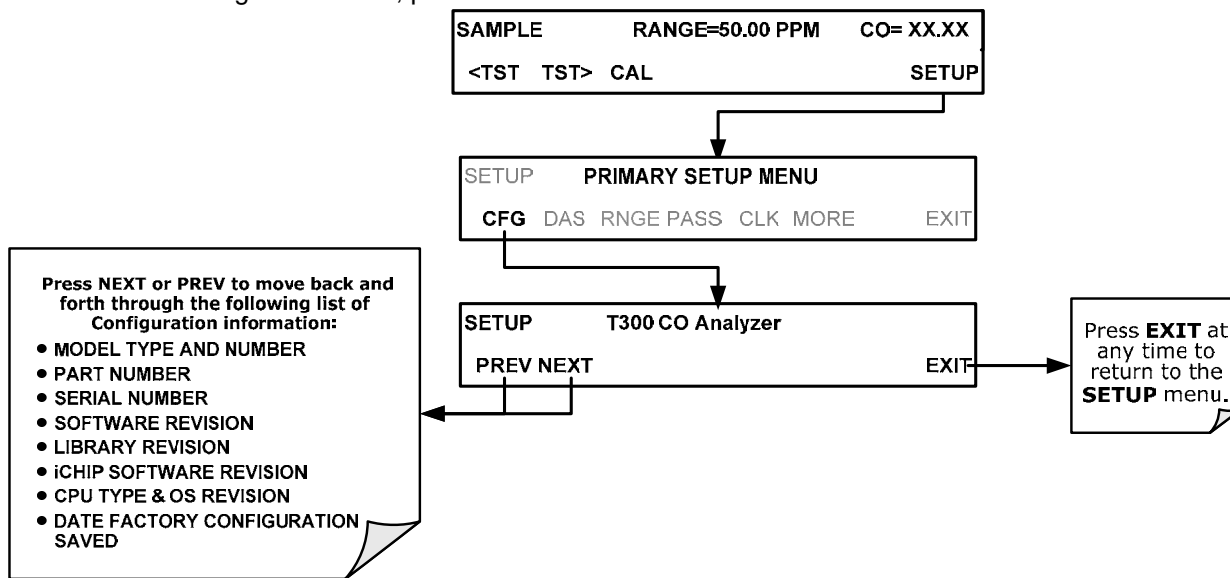 SAMPLE RANGE=50.00 PPM CO= XX.XX
<TST TST> CAL SETUP
SETUP PRIMARY SETUP MENU
CFG DAS RNGE PASS CLK MORE EXIT
SETUP T300 CO Analyzer
PREV NEXT EXIT
Press NEXT or PREV to move back and
forth through the following list of
Configuration information:
● MODEL TYPE AND NUMBER
● PART NUMBER
● SERIAL NUMBER
● SOFTWARE REVISION
● LIBRARY REVISION
● iCHIP SOFTWARE REVISION
● CPU TYPE & OS REVISION
● DATE FACTORY CONFIGURATION
SAVED
Press EXIT at
any time to
return to the
SETUP menu.